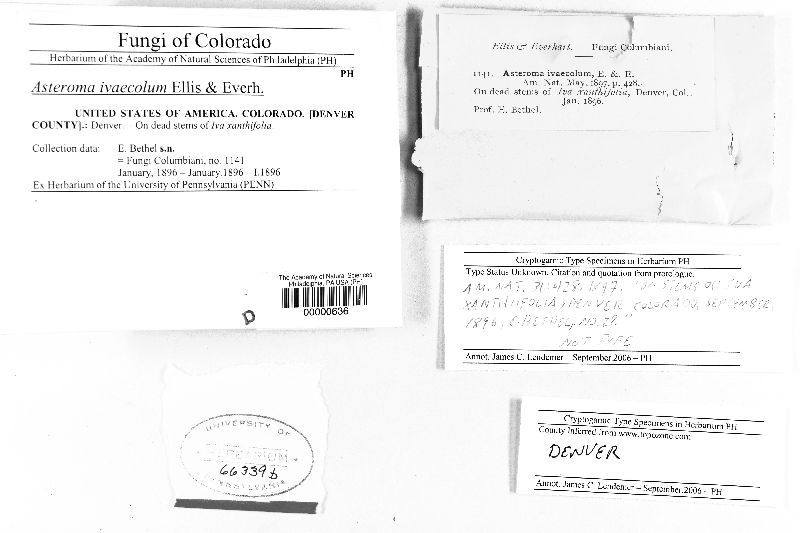 Fungi of Colorado
Herbarium of the Academy of Natural Sciences of Philadelphia (PH)
PH
Asteroma ivaecolum Ellis & Everh.
UNITED STATES OF AMERICA. COLORADO. [DENVER
COUNTY].: Denver. On dead stems of Iva xanthifolia.
Collection data: E. Bethel s.n.
= Fungi Columbiani, no. 1141
January, 1896 – January.1896 – I.1896
Ex Herbarium of the University of Pennsylvania (PENN)
The Academy of Natural Sciences
Philadelphia, PA USA (PH)
00000636
D
Ellis & Everhart. Fungi Columbiani.
1141. Asteroma ivaecolum, E. & E.
Am. Nat. May, 1897, p. 428.
On dead stems of Iva xanthifolia, Denver, Col.,
Jan. 1896.
Prof. E. Bethel.
Cryptogamic Type Specimens in Herbarium PH
Type Status Unknown. Citation and quotation from protologue.
AM. NAT. 31:428. 1897. "ON STEMS OF IVA
XANTHIIFOLIA, DENVER COLORADO, SEPTEMBER,
1896, E. BETHEL, NO. 28"
NOT TYPE
Annot. James C. Lendemer – September.2006 – PH
UNIVERSITY OF
HERBARIUM
66339b
PENNSYLVANIA
Cryptogamic Type Specimens in Herbarium PH
County Inferred from www.topozone.com
DENVER
Annot. James C. Lendemer – September.2006 – PH